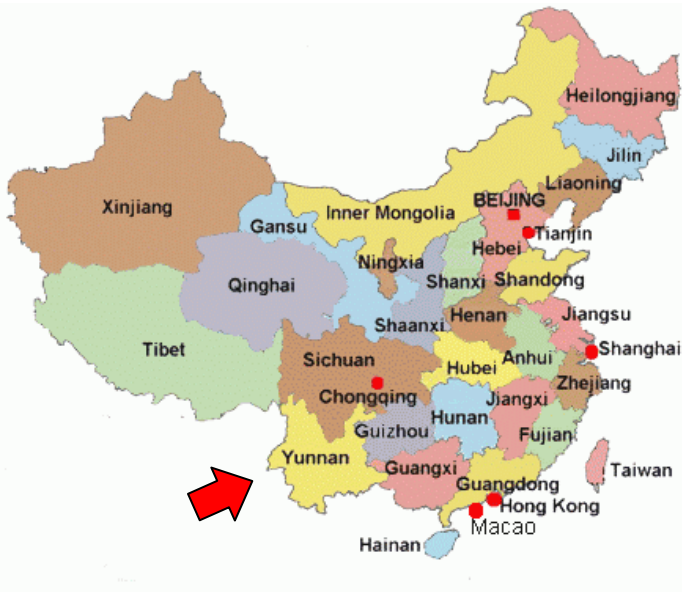 Heilongjiang
Jilin
Liaoning
BEIJING
Xinjiang
Inner Mongolia
Gansu
Tianjin
Hebei
Ningxia
Qinghai
Shanxi
Shandong
Jiangsu
Henan
Shaanxi
Shanghai
Tibet
Sichuan
Anhui
Hubei
Zhejiang
Chongqing
Jiangxi
Hunan
Guizhou
Fujian
Yunnan
Guangxi
Taiwan
Guangdong
Hong Kong
Macao
Hainan